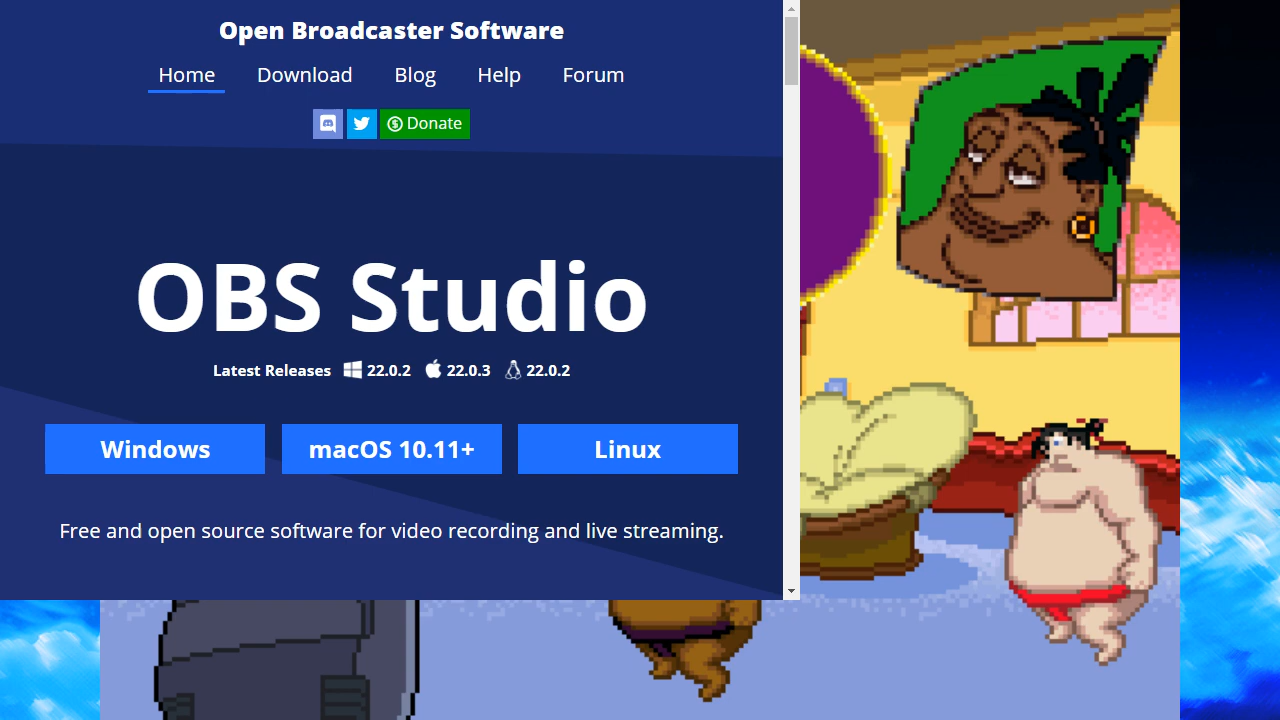 Open Broadcaster Software
Home Download Blog Help Forum
Donate
OBS Studio
Latest Releases 22.0.2 22.0.3 22.0.2
Windows macOS 10.11+ Linux
Free and open source software for video recording and live streaming.